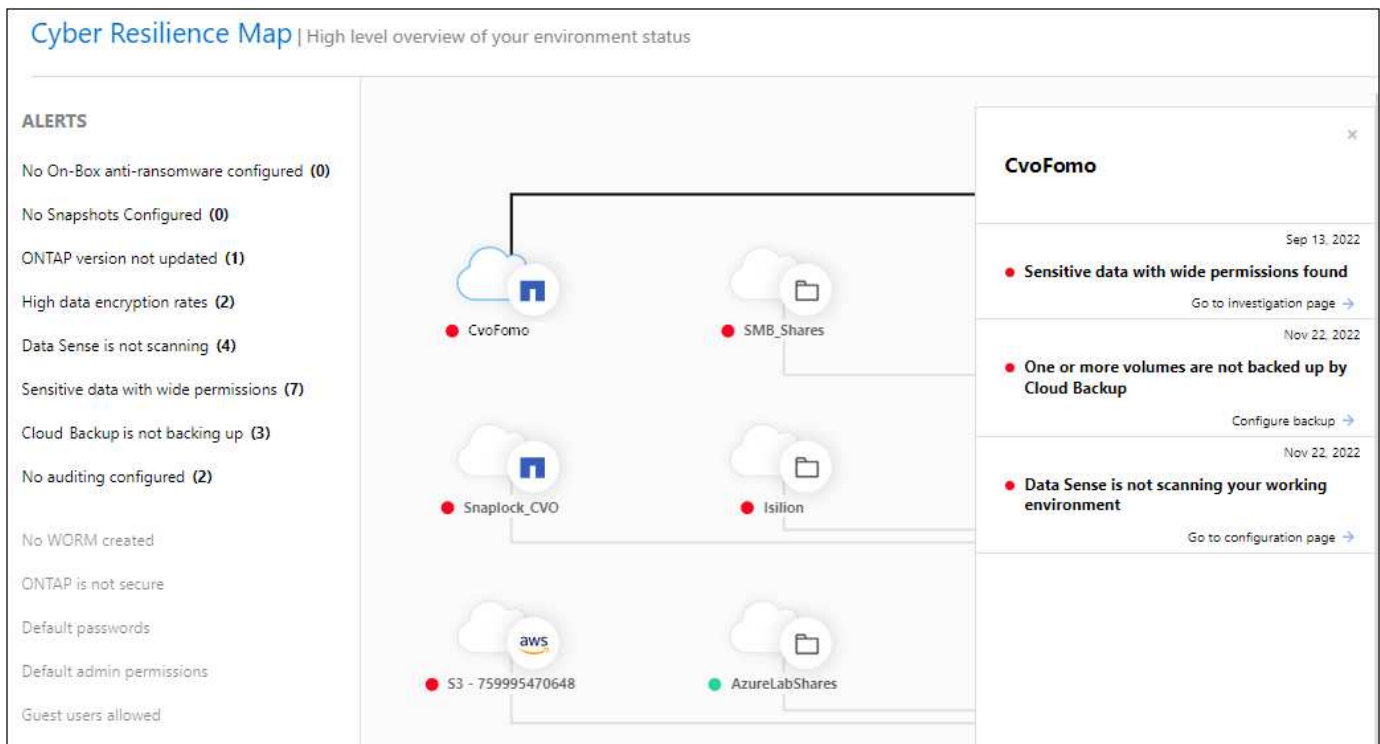 Cyber Resilience Map | High level overview of your environment status
ALERTS
No On-Box anti-ransomware configured (0)
No Snapshots Configured (0)
ONTAP version not updated (1)
High data encryption rates (2)
Data Sense is not scanning (4)
Sensitive data with wide permissions (7)
Cloud Backup is not backing up (3)
No auditing configured (2)
No WORM created
ONTAP is not secure
Default passwords
Default admin permissions
Guest users allowed
CvoFomo
SMB_Shares
Snaplock_CVO
Isilion
aws
S3 - 759995470648
AzureLabShares
×
CvoFomo
Sep 13, 2022
Sensitive data with wide permissions found
Go to investigation page →
Nov 22, 2022
One or more volumes are not backed up by
Cloud Backup
Configure backup →
Nov 22, 2022
Data Sense is not scanning your working
environment
Go to configuration page →